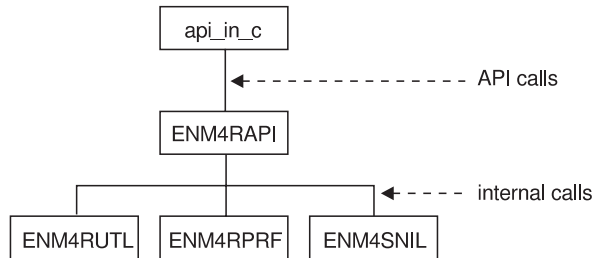 api_in_c
API calls
ENM4RAPI
internal calls
ENM4RUTL
ENM4RPRF
ENM4SNIL